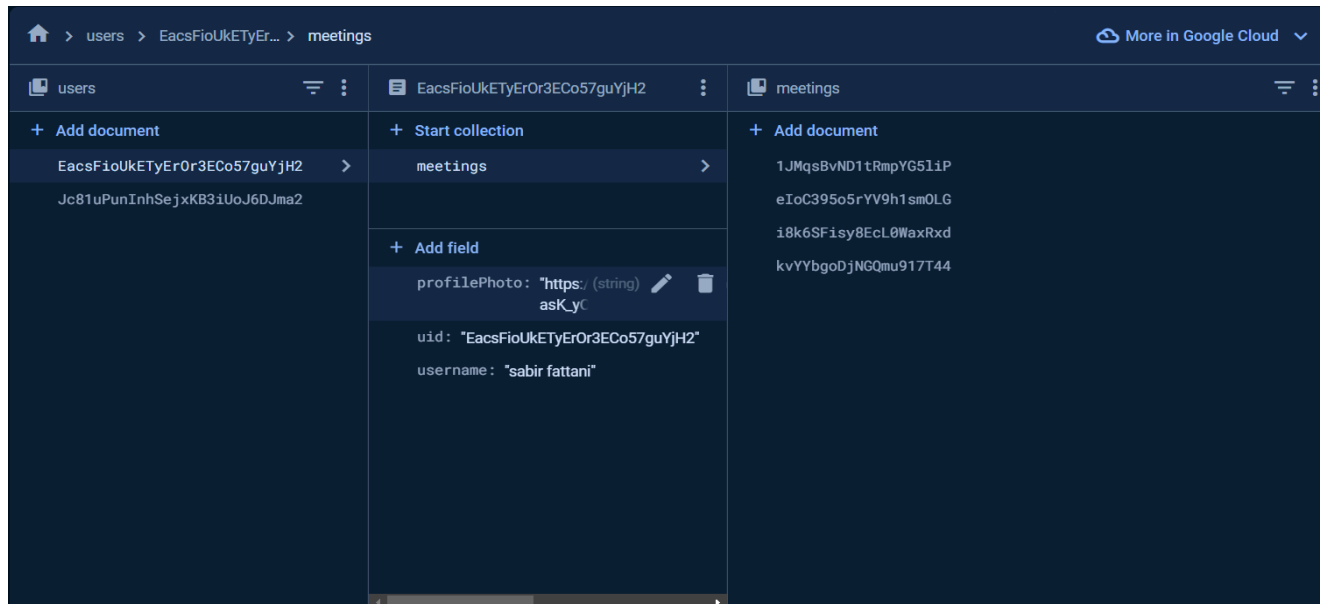 users > EacsFioUkETyEr... > meetings
More in Google Cloud
users
+ Add document
EacsFioUkETyErOr3ECo57guYjH2
Jc81uPunInhSejxKB3iUoJ6DJma2
EacsFioUkETyErOr3ECo57guYjH2
+ Start collection
meetings
+ Add field
profilePhoto: "https:/ (string)
asK_yC
uid: "EacsFioUkETyErOr3ECo57guYjH2"
username: "sabir fattani"
meetings
+ Add document
1JMqsBvND1tRmpYG5liP
eIoC395o5rYV9h1smOLG
i8k6SFisy8EcL0WaxRxd
kvYYbgoDjNGQmu917T44